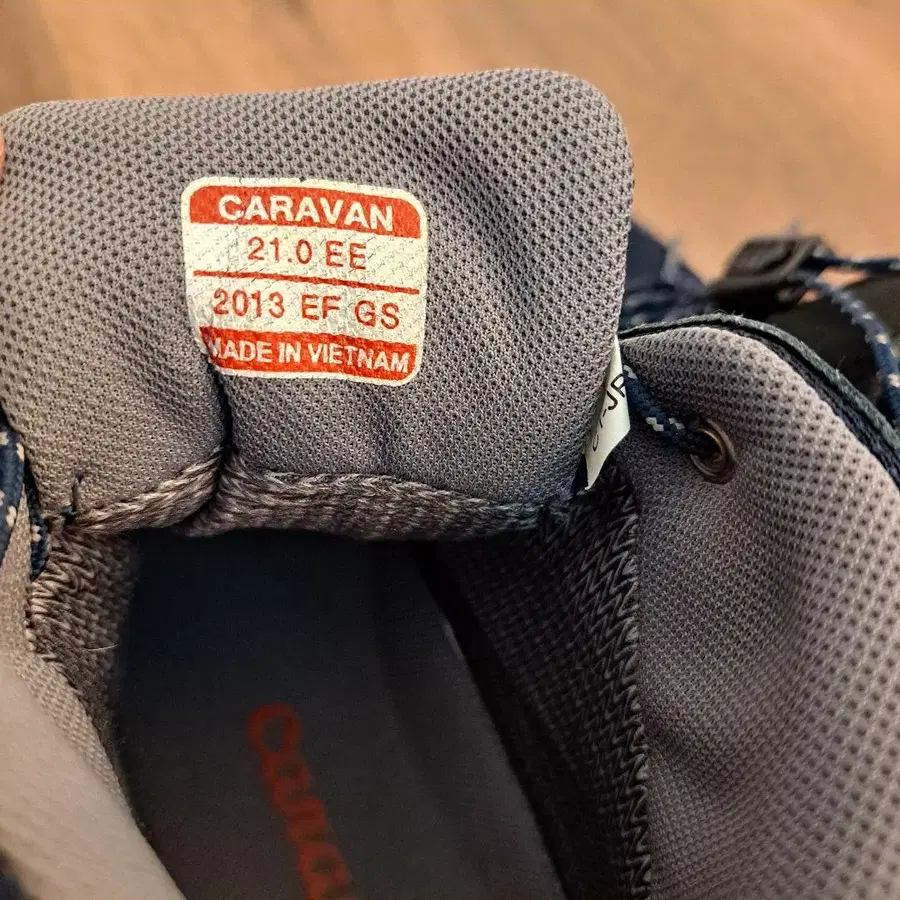 CARAVAN
21.0 EE
2013 EF GS
MADE IN VIETNAM